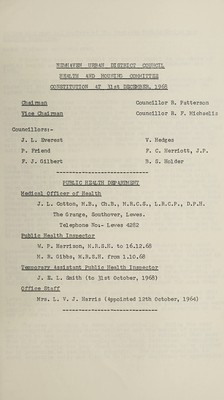 NEWHAVEN URBAN DISTRICT COUNCIL
HEALTH AND HOUSING COMMITTEE
CONSTITUTION AT 31st DECEMBER, 1968
Chairman Councillor R. Patterson
Vice Chairman Councillor R. F. Michaelis
Councillors:-
J. L. Everest V. Hedges
P. Friend F. C. Herriott, J.P.
F. J. Gilbert B. S. Holder
PUBLIC HEALTH DEPARTMENT
Medical Officer of Health
J. L. Cotton, M.B., Ch.B., M.R.C.S., L.R.C.P., D.P.H.
The Grange, Southover, Lewes.
Telephone No:- Lewes 4282
Public Health Inspector
W. P. Harrison, M.R.S.H. to 16.12.68
M. R. Gibbs, M.R.S.H. from 1.10.68
Temporary Assistant Public Health Inspector
J. E. L. Smith (to 31st October, 1968)
Office Staff
Mrs. L. V. J. Harris (Appointed 12th October, 1964)